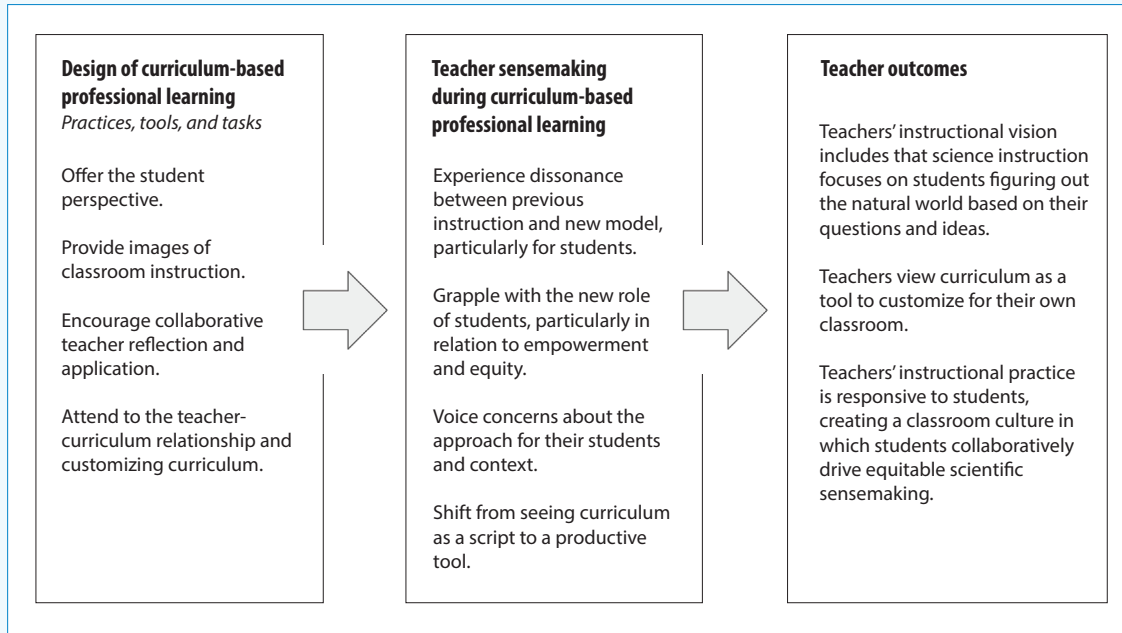 Design of curriculum-based
professional learning
Practices, tools, and tasks
Offer the student
perspective.
Provide images of
classroom instruction.
Encourage collaborative
teacher reflection and
application.
Attend to the teacher-
curriculum relationship and
customizing curriculum.
Teacher sensemaking
during curriculum-based
professional learning
Experience dissonance
between previous
instruction and new model,
particularly for students.
Grapple with the new role
of students, particularly in
relation to empowerment
and equity.
Voice concerns about the
approach for their students
and context.
Shift from seeing curriculum
as a script to a productive
tool.
Teacher outcomes
Teachers’ instructional vision
includes that science instruction
focuses on students figuring out
the natural world based on their
questions and ideas.
Teachers view curriculum as a
tool to customize for their own
classroom.
Teachers’ instructional practice
is responsive to students,
creating a classroom culture in
which students collaboratively
drive equitable scientific
sensemaking.